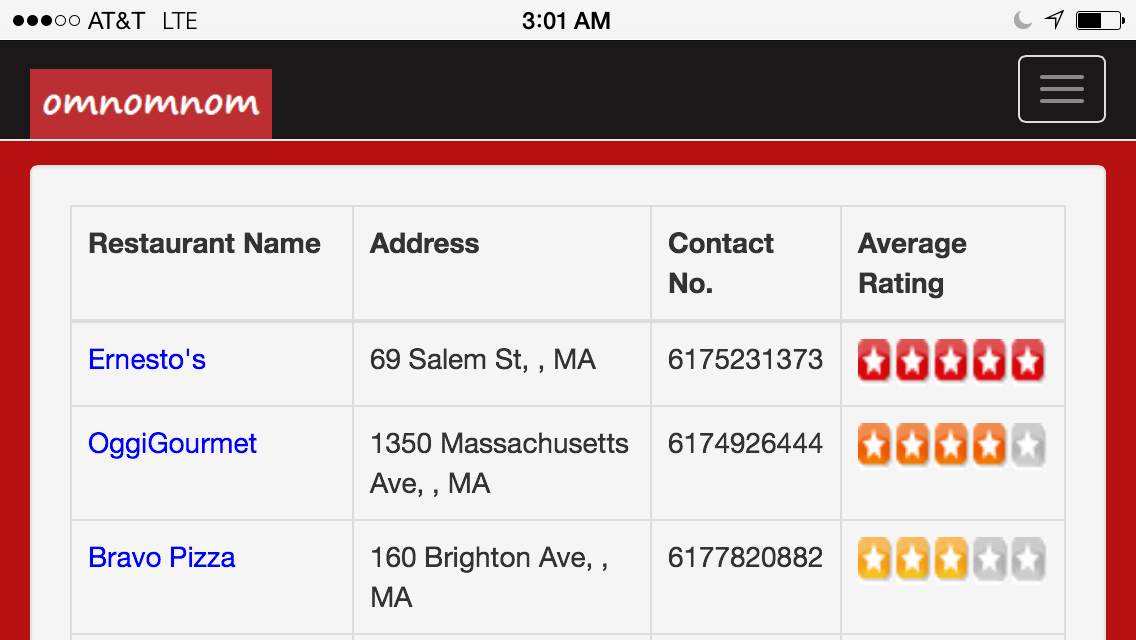 AT&T LTE 3:01 AM
omnomnom
Restaurant Name Address Contact No. Average Rating
Ernesto's 69 Salem St, , MA 6175231373
OggiGourmet 1350 Massachusetts Ave, , MA 6174926444
Bravo Pizza 160 Brighton Ave, , MA 6177820882